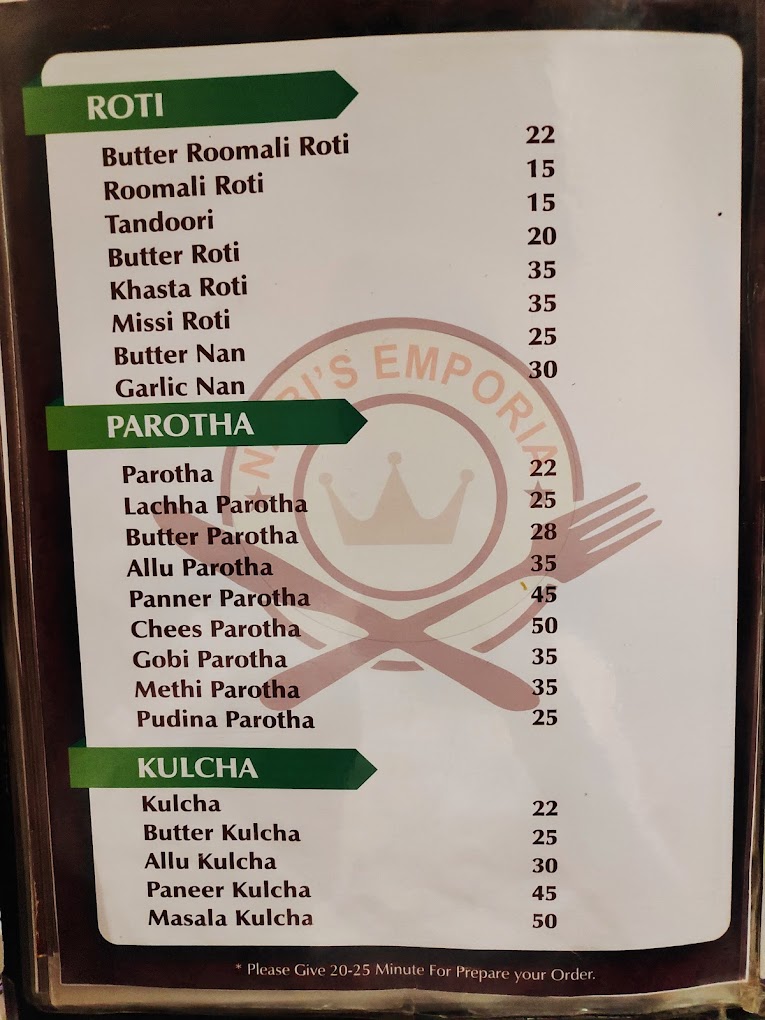 ROTI
Butter Roomali Roti 22
Roomali Roti 15
Tandoori 15
Butter Roti 20
Khasta Roti 35
Missi Roti 35
Butter Nan 25
Garlic Nan 30
EMPORIA
PAROTHA
Parotha 22
Lachha Parotha 25
Butter Parotha 28
Allu Parotha 35
Panner Parotha 45
Chees Parotha 50
Gobi Parotha 35
Methi Parotha 35
Pudina Parotha 25
KULCHA
Kulcha 22
Butter Kulcha 25
Allu Kulcha 30
Paneer Kulcha 45
Masala Kulcha 50
* Please Give 20-25 Minute For Prepare your Order.